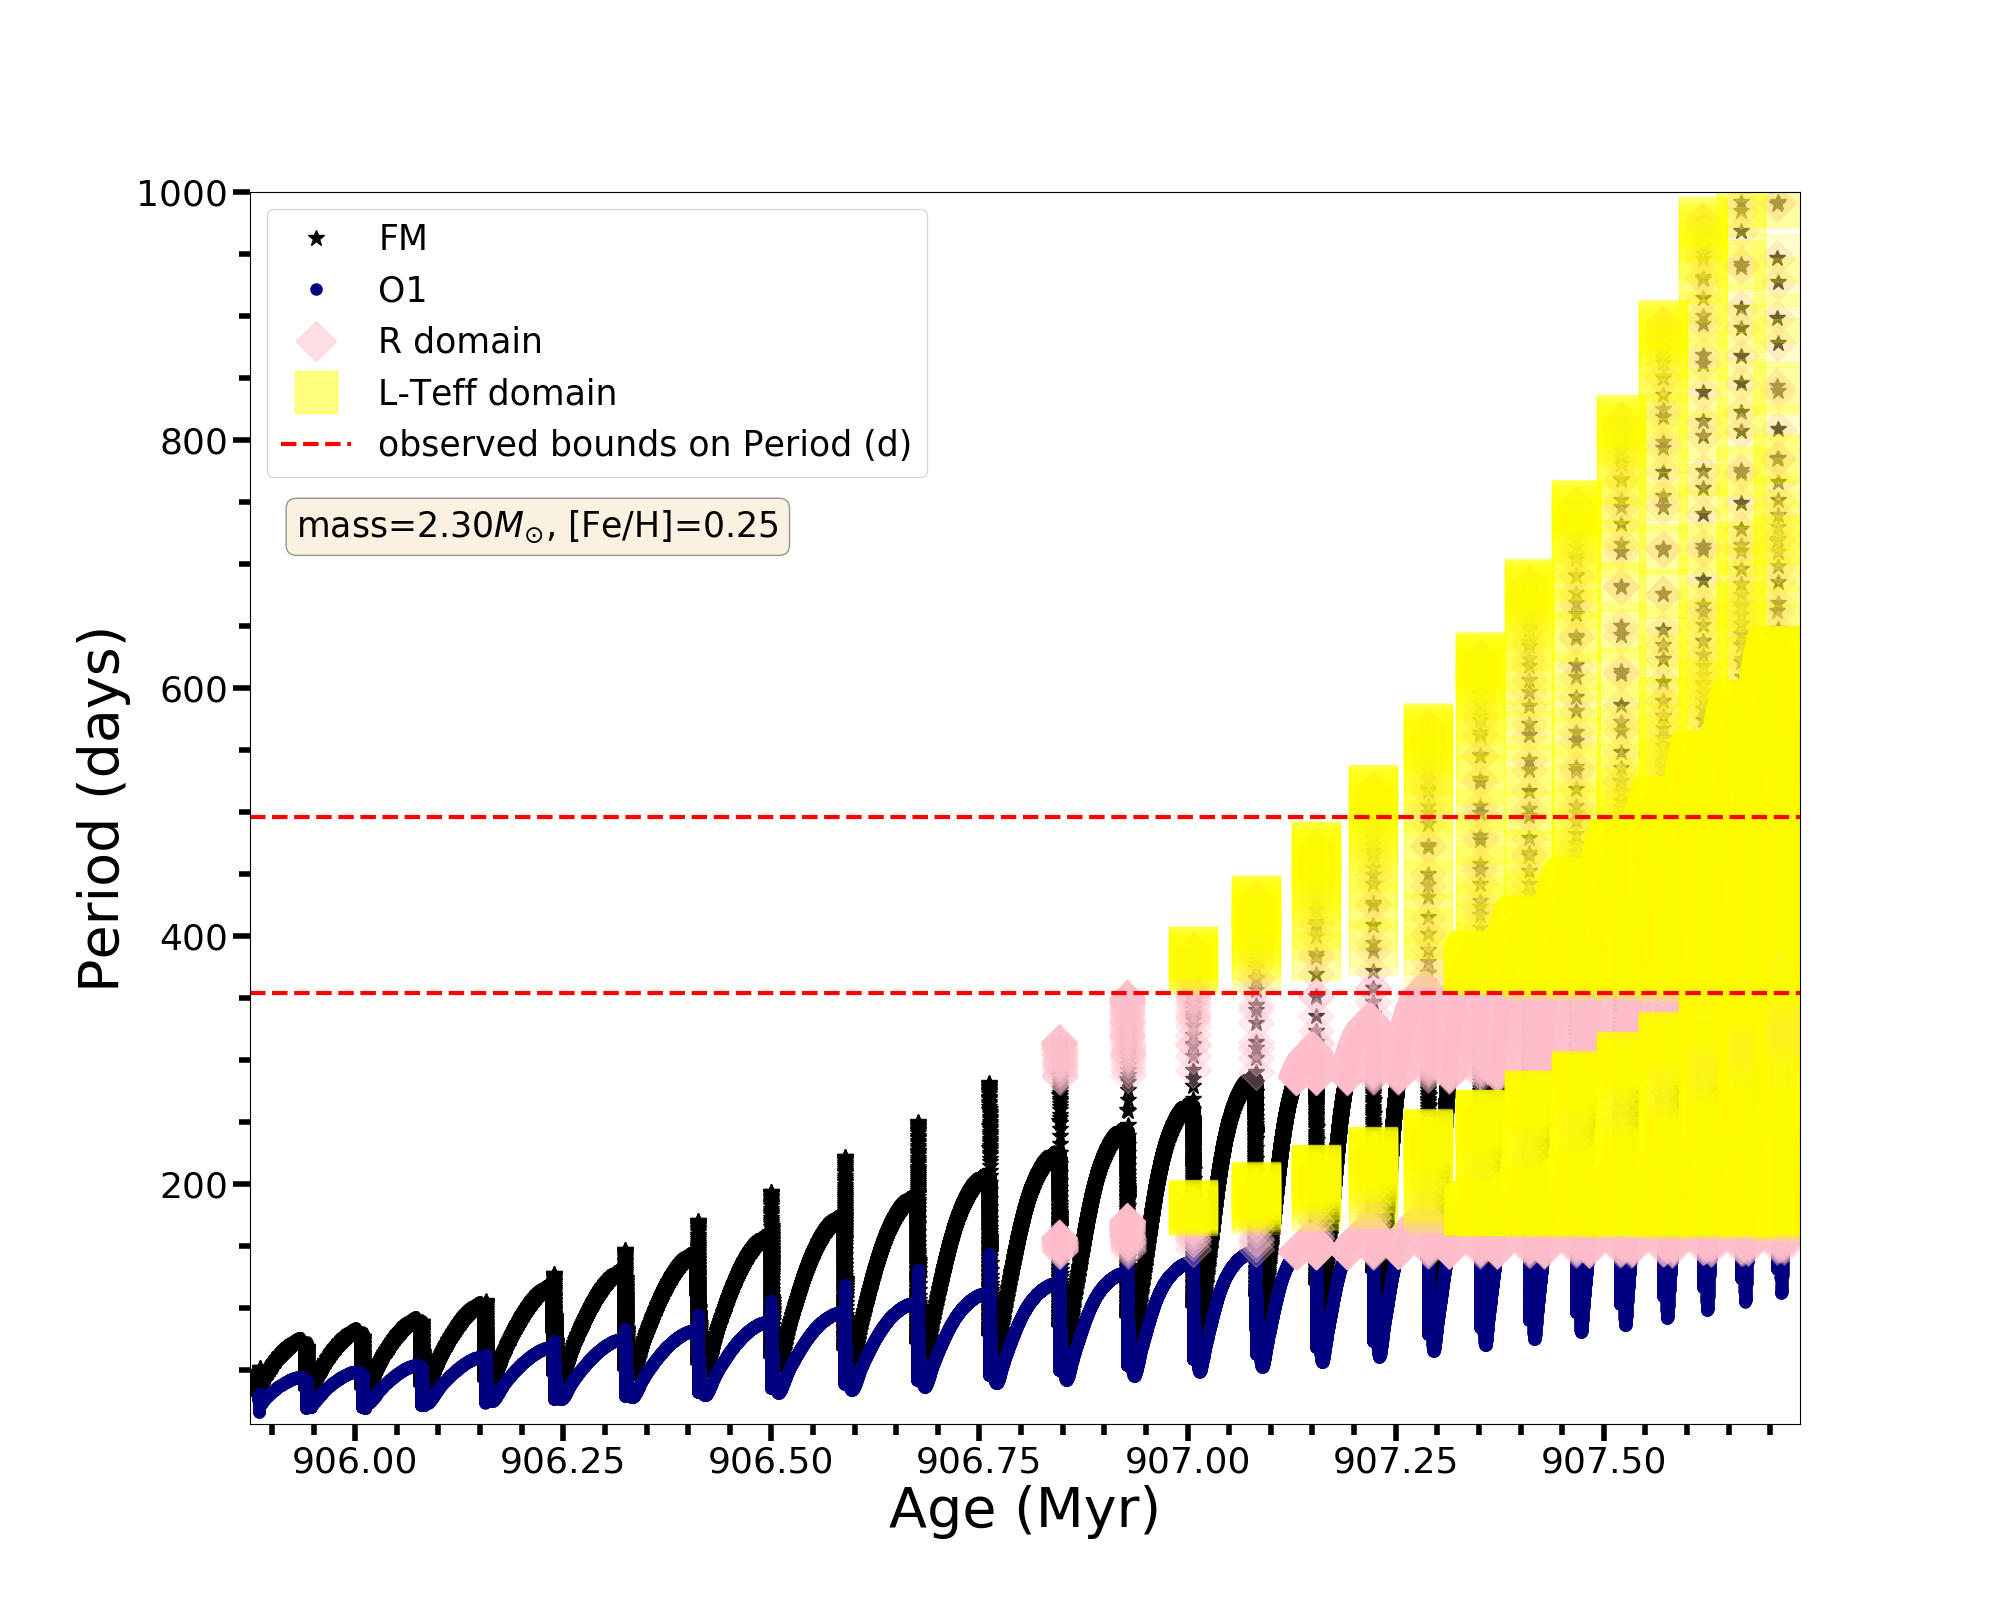 1000
800
600
400
200
Period (days)
FM
O1
R domain
L-Teff domain
observed bounds on Period (d)
mass=2.30M⊙, [Fe/H]=0.25
906.00 906.25 906.50 906.75 907.00 907.25 907.50
Age (Myr)